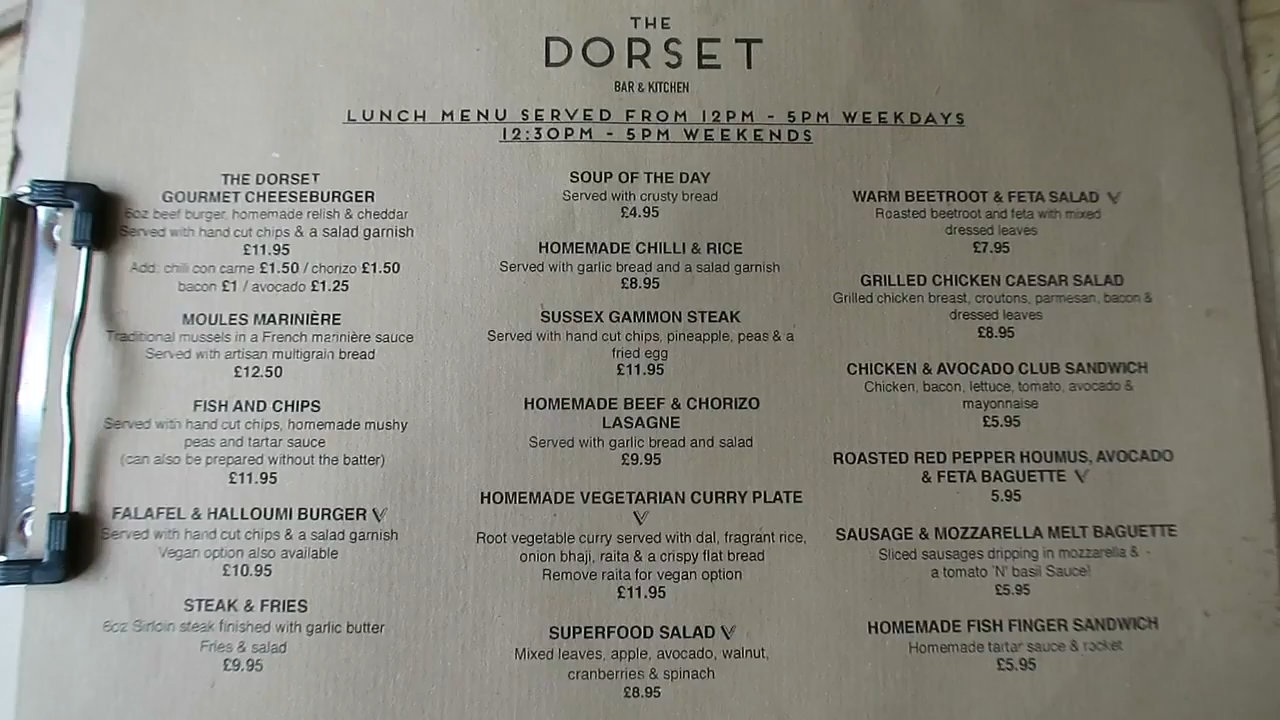 THE
DORSET
BAR & KITCHEN
LUNCH MENU SERVED FROM 12PM - 5PM WEEKDAYS
12:30PM - 5PM WEEKENDS
THE DORSET
GOURMET CHEESEBURGER
6oz beef burger, homemade relish & cheddar
Served with hand cut chips & a salad garnish
£11.95
Add: chilli con carne £1.50 / chorizo £1.50
bacon £1 / avocado £1.25
MOULES MARINIÈRE
Traditional mussels in a French marinière sauce
Served with artisan multigrain bread
£12.50
FISH AND CHIPS
Served with hand cut chips, homemade mushy
peas and tartar sauce
(can also be prepared without the batter)
£11.95
FALAFEL & HALLOUMI BURGER V
Served with hand cut chips & a salad garnish
Vegan option also available
£10.95
STEAK & FRIES
6oz Sirloin steak finished with garlic butter
Fries & salad
£9.95
SOUP OF THE DAY
Served with crusty bread
£4.95
HOMEMADE CHILLI & RICE
Served with garlic bread and a salad garnish
£8.95
SUSSEX GAMMON STEAK
Served with hand cut chips, pineapple, peas & a
fried egg
£11.95
HOMEMADE BEEF & CHORIZO
LASAGNE
Served with garlic bread and salad
£9.95
HOMEMADE VEGETARIAN CURRY PLATE
V
Root vegetable curry served with dal, fragrant rice,
onion bhaji, raita & a crispy flat bread
Remove raita for vegan option
£11.95
SUPERFOOD SALAD V
Mixed leaves, apple, avocado, walnut,
cranberries & spinach
£8.95
WARM BEETROOT & FETA SALAD V
Roasted beetroot and feta with mixed
dressed leaves
£7.95
GRILLED CHICKEN CAESAR SALAD
Grilled chicken breast, croutons, parmesan, bacon &
dressed leaves
£8.95
CHICKEN & AVOCADO CLUB SANDWICH
Chicken, bacon, lettuce, tomato, avocado &
mayonnaise
£5.95
ROASTED RED PEPPER HOUMUS, AVOCADO
& FETA BAGUETTE V
5.95
SAUSAGE & MOZZARELLA MELT BAGUETTE
Sliced sausages dripping in mozzarella &
a tomato 'N' basil Sauce!
£5.95
HOMEMADE FISH FINGER SANDWICH
Homemade tartar sauce & rocket
£5.95